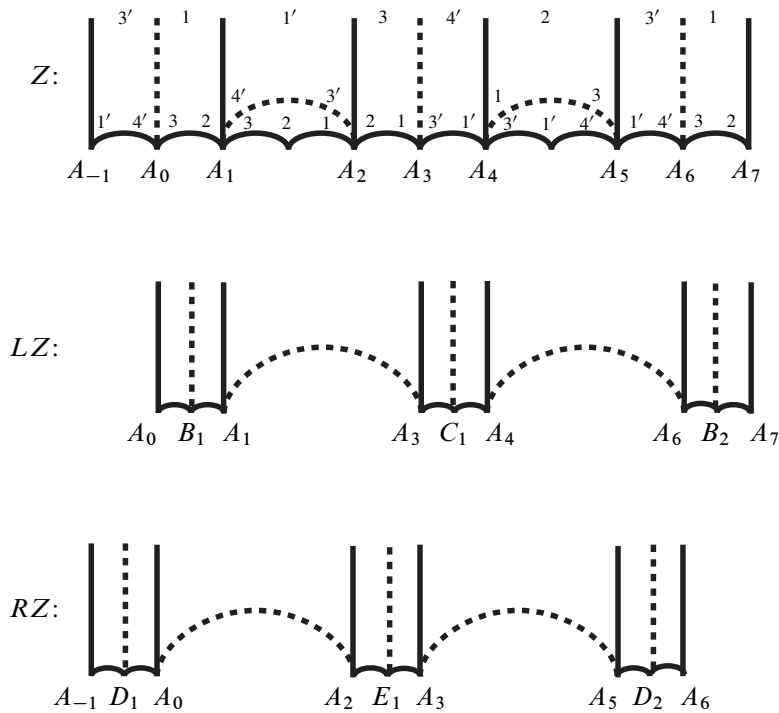 3′ 1 1′ 3 4′ 2 3′ 1
Z:
4′ 3′ 1 3
1′ 4′ 3 2 3 2 1 2 1 3′ 1′ 3′ 1′ 4′ 1′ 4′ 3 2
A₋₁ A₀ A₁ A₂ A₃ A₄ A₅ A₆ A₇
LZ:
A₀ B₁ A₁ A₃ C₁ A₄ A₆ B₂ A₇
RZ:
A₋₁ D₁ A₀ A₂ E₁ A₃ A₅ D₂ A₆